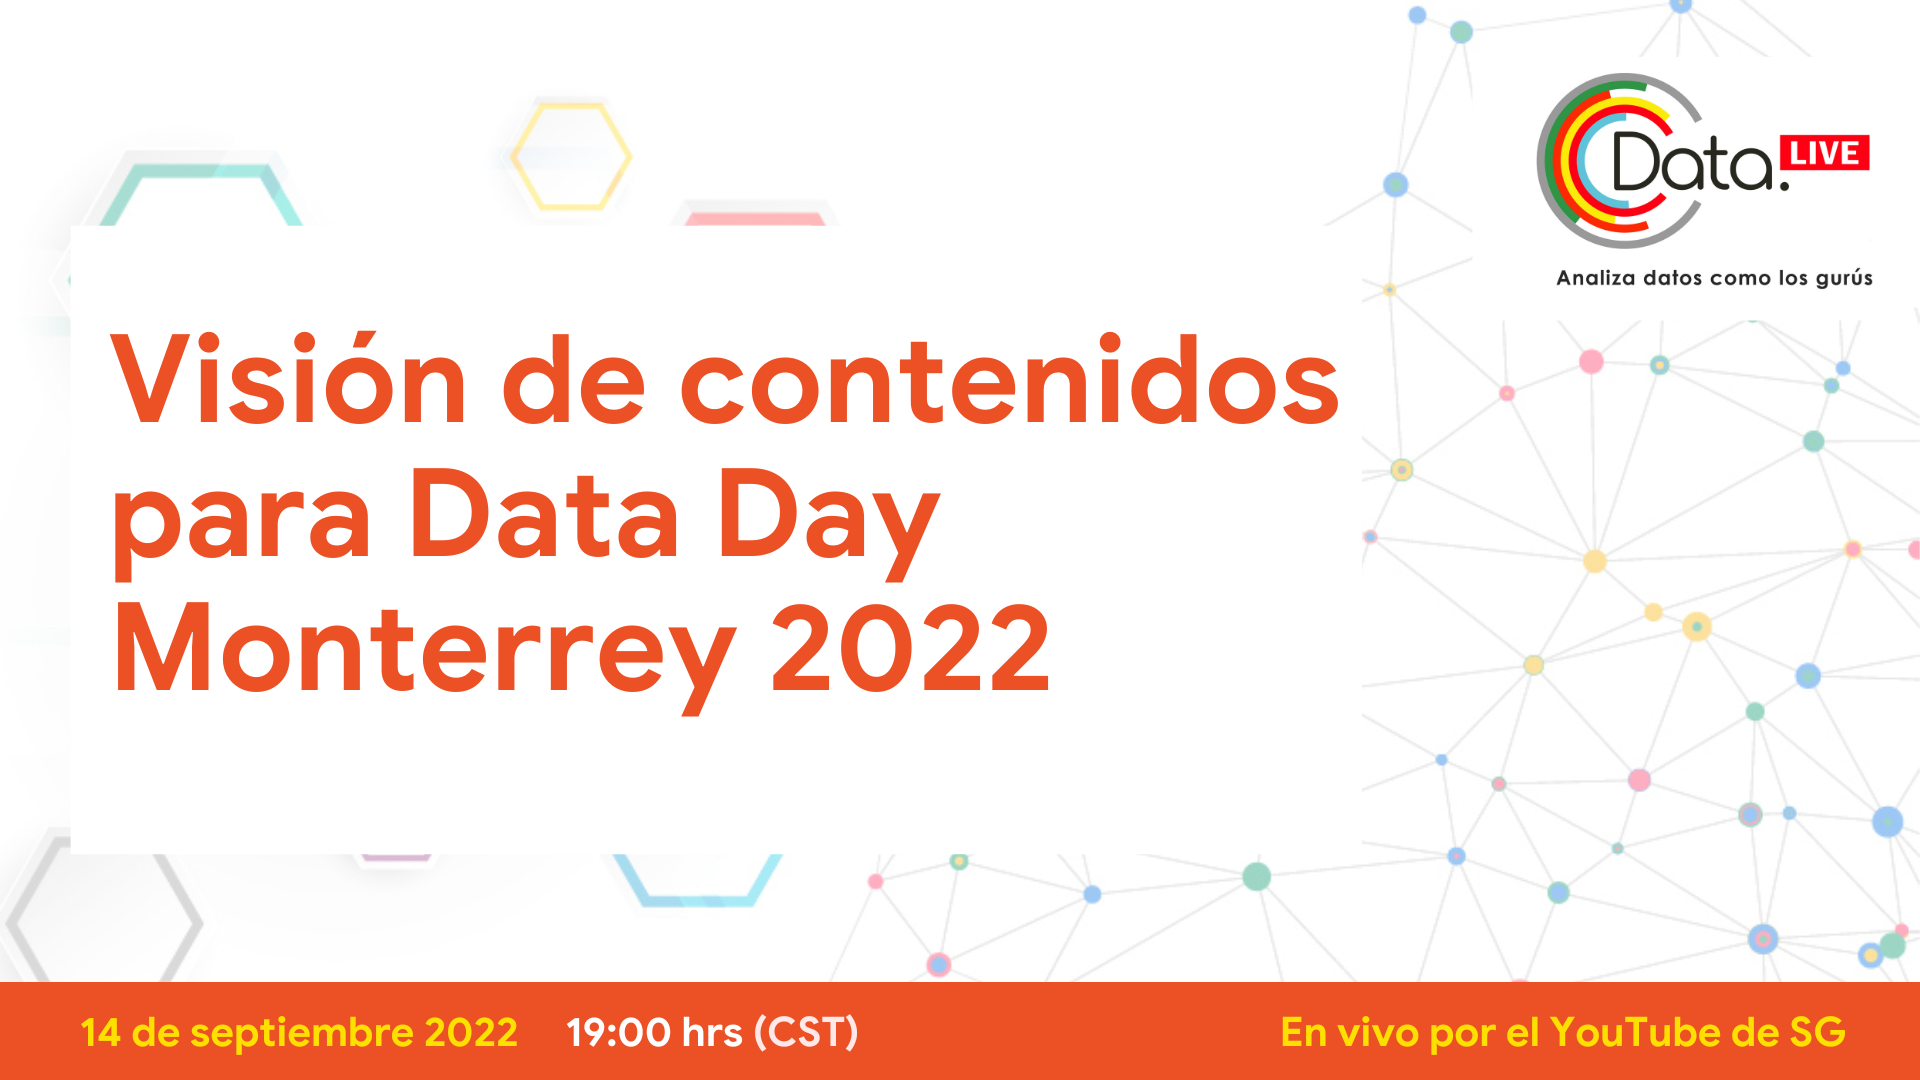 Data. LIVE
Analiza datos como los gurús
Visión de contenidos
para Data Day
Monterrey 2022
14 de septiembre 2022 19:00 hrs (CST) En vivo por el YouTube de SG